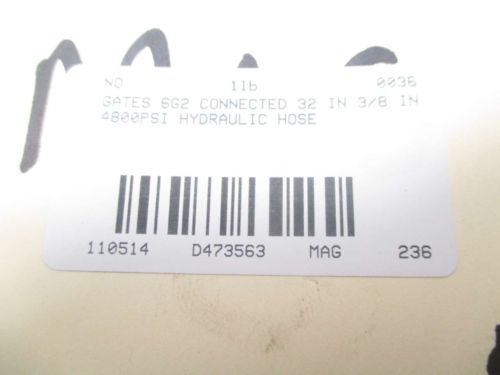 NO 11b 0036
GATES 6G2 CONNECTED 32 IN 3/8 IN
4800PSI HYDRAULIC HOSE
110514 D473563 MAG 236